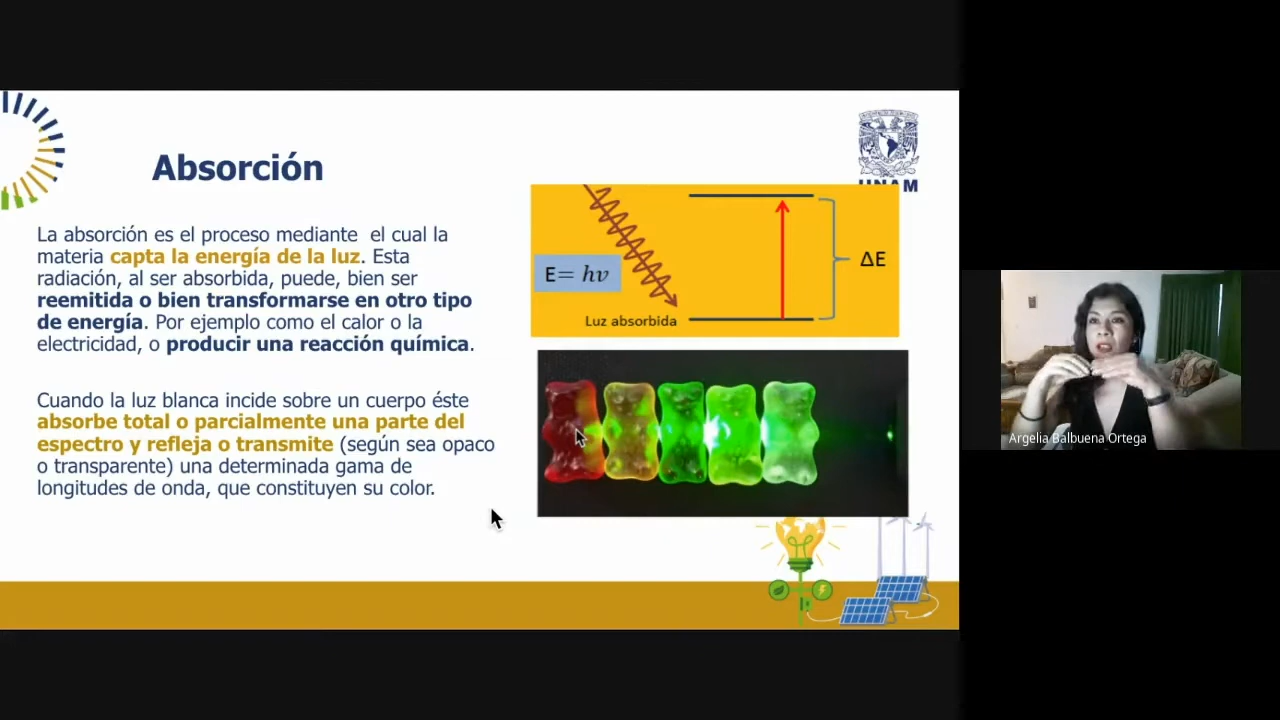 Absorción
UNAM
La absorción es el proceso mediante el cual la
materia capta la energía de la luz. Esta
radiación, al ser absorbida, puede, bien ser
reemitida o bien transformarse en otro tipo
de energía. Por ejemplo como el calor o la
electricidad, o producir una reacción química.
Cuando la luz blanca incide sobre un cuerpo éste
absorbe total o parcialmente una parte del
espectro y refleja o transmite (según sea opaco
o transparente) una determinada gama de
longitudes de onda, que constituyen su color.
E= hν
Luz absorbida
ΔE
Argelia Balbuena Ortega